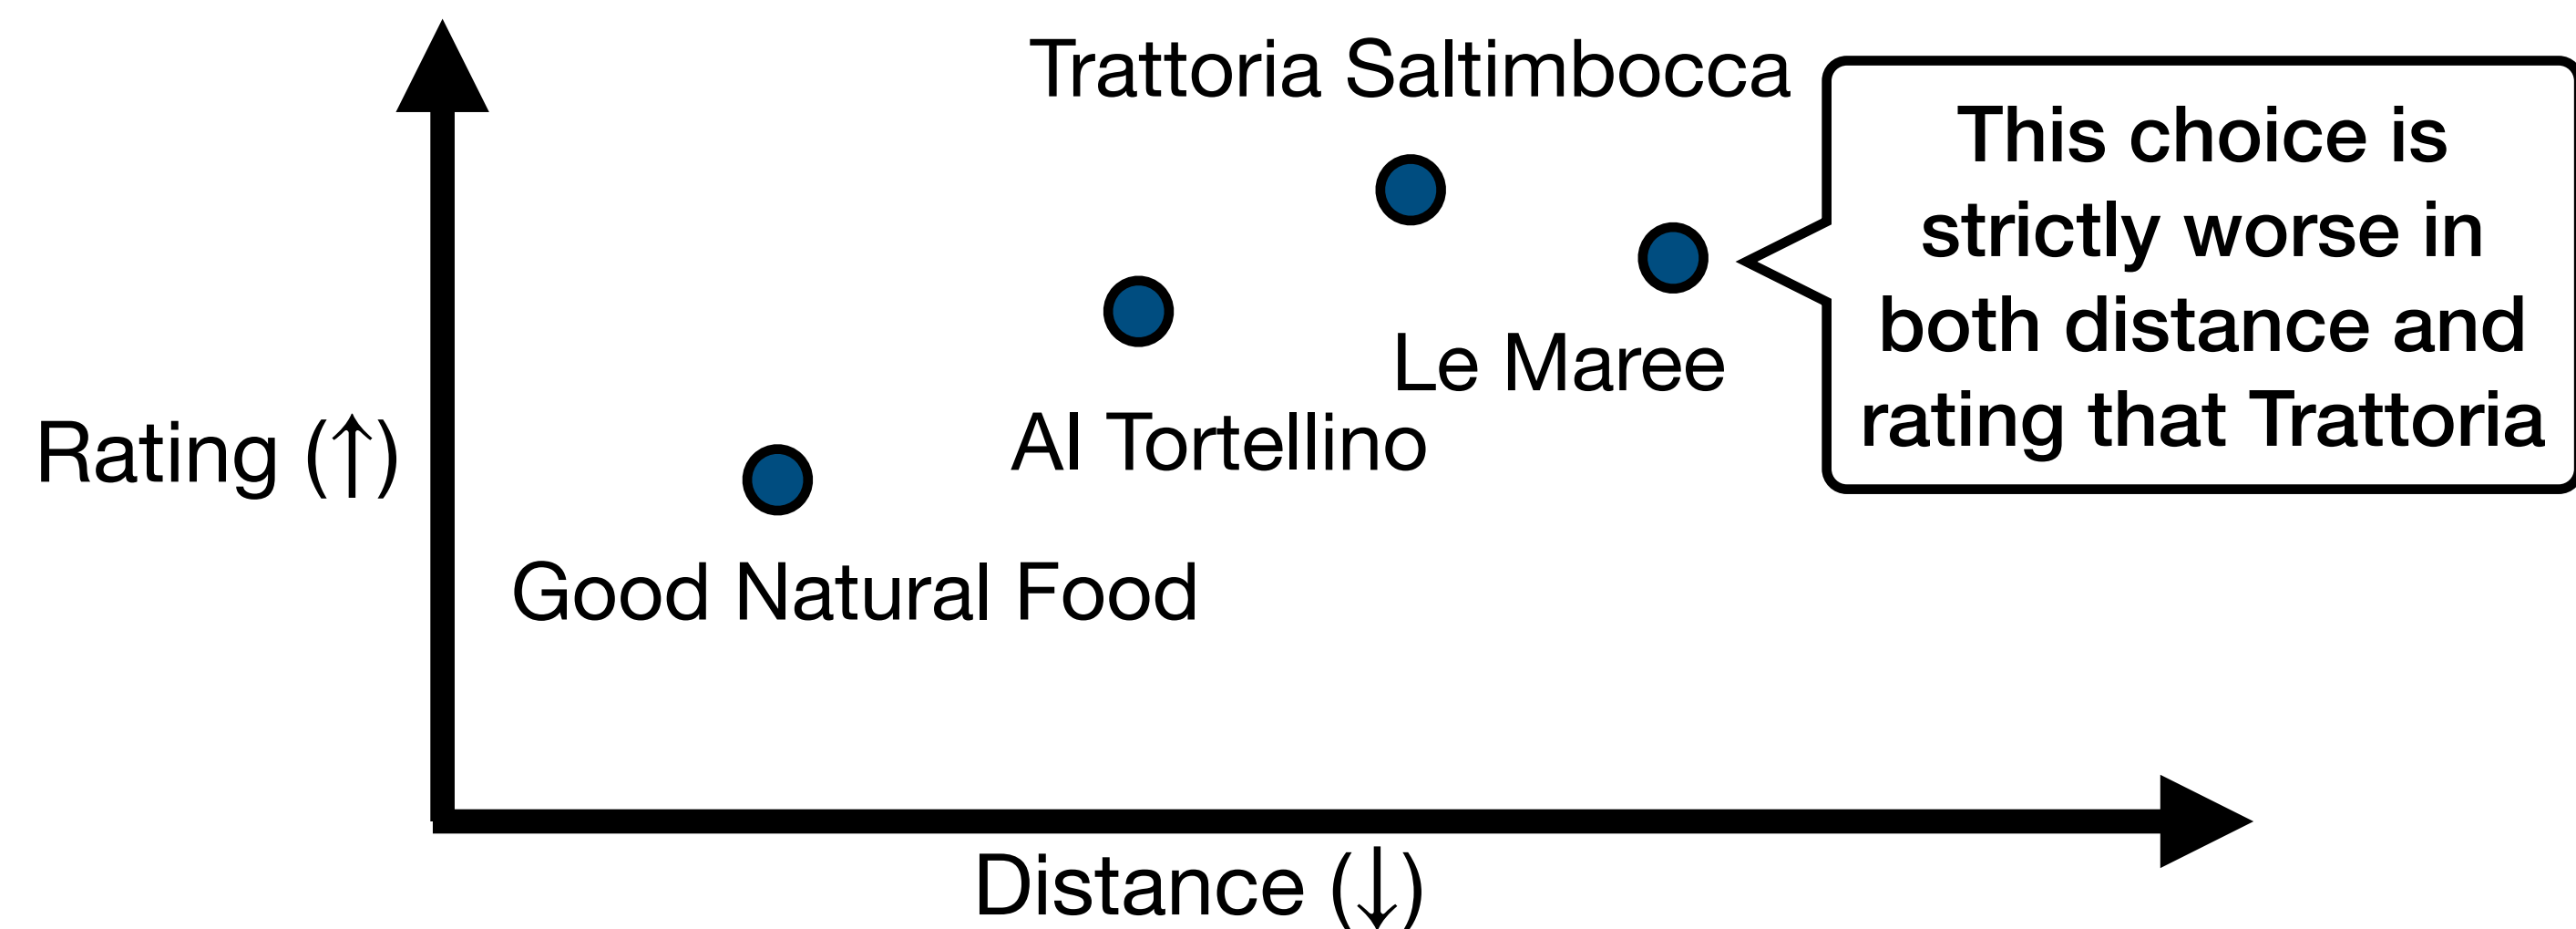 Trattoria Saltimbocca
This choice is
strictly worse in
both distance and
rating that Trattoria
Le Maree
Al Tortellino
Rating (↑)
Good Natural Food
Distance (↓)